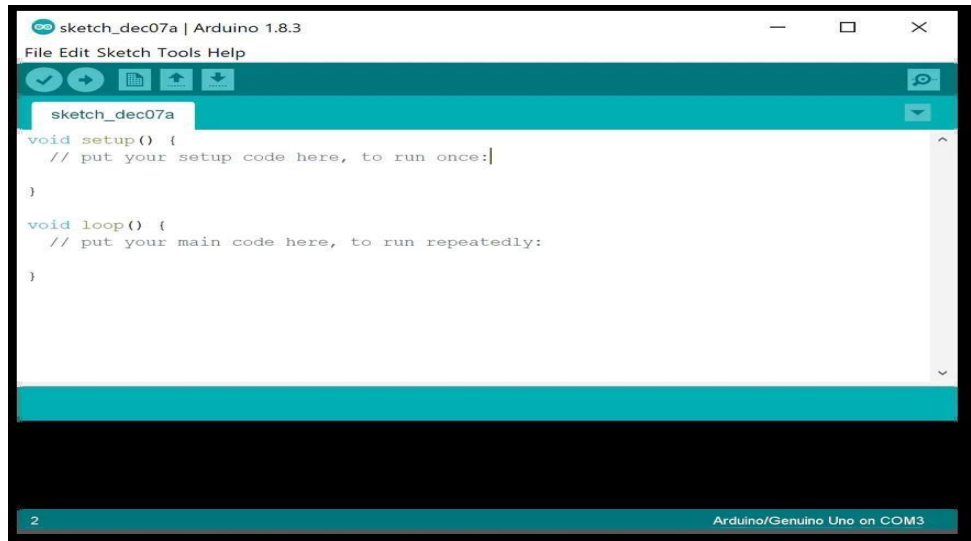 sketch_dec07a | Arduino 1.8.3
File Edit Sketch Tools Help
sketch_dec07a
void setup() {
  // put your setup code here, to run once:
}
void loop() {
  // put your main code here, to run repeatedly:
}
2
Arduino/Genuino Uno on COM3